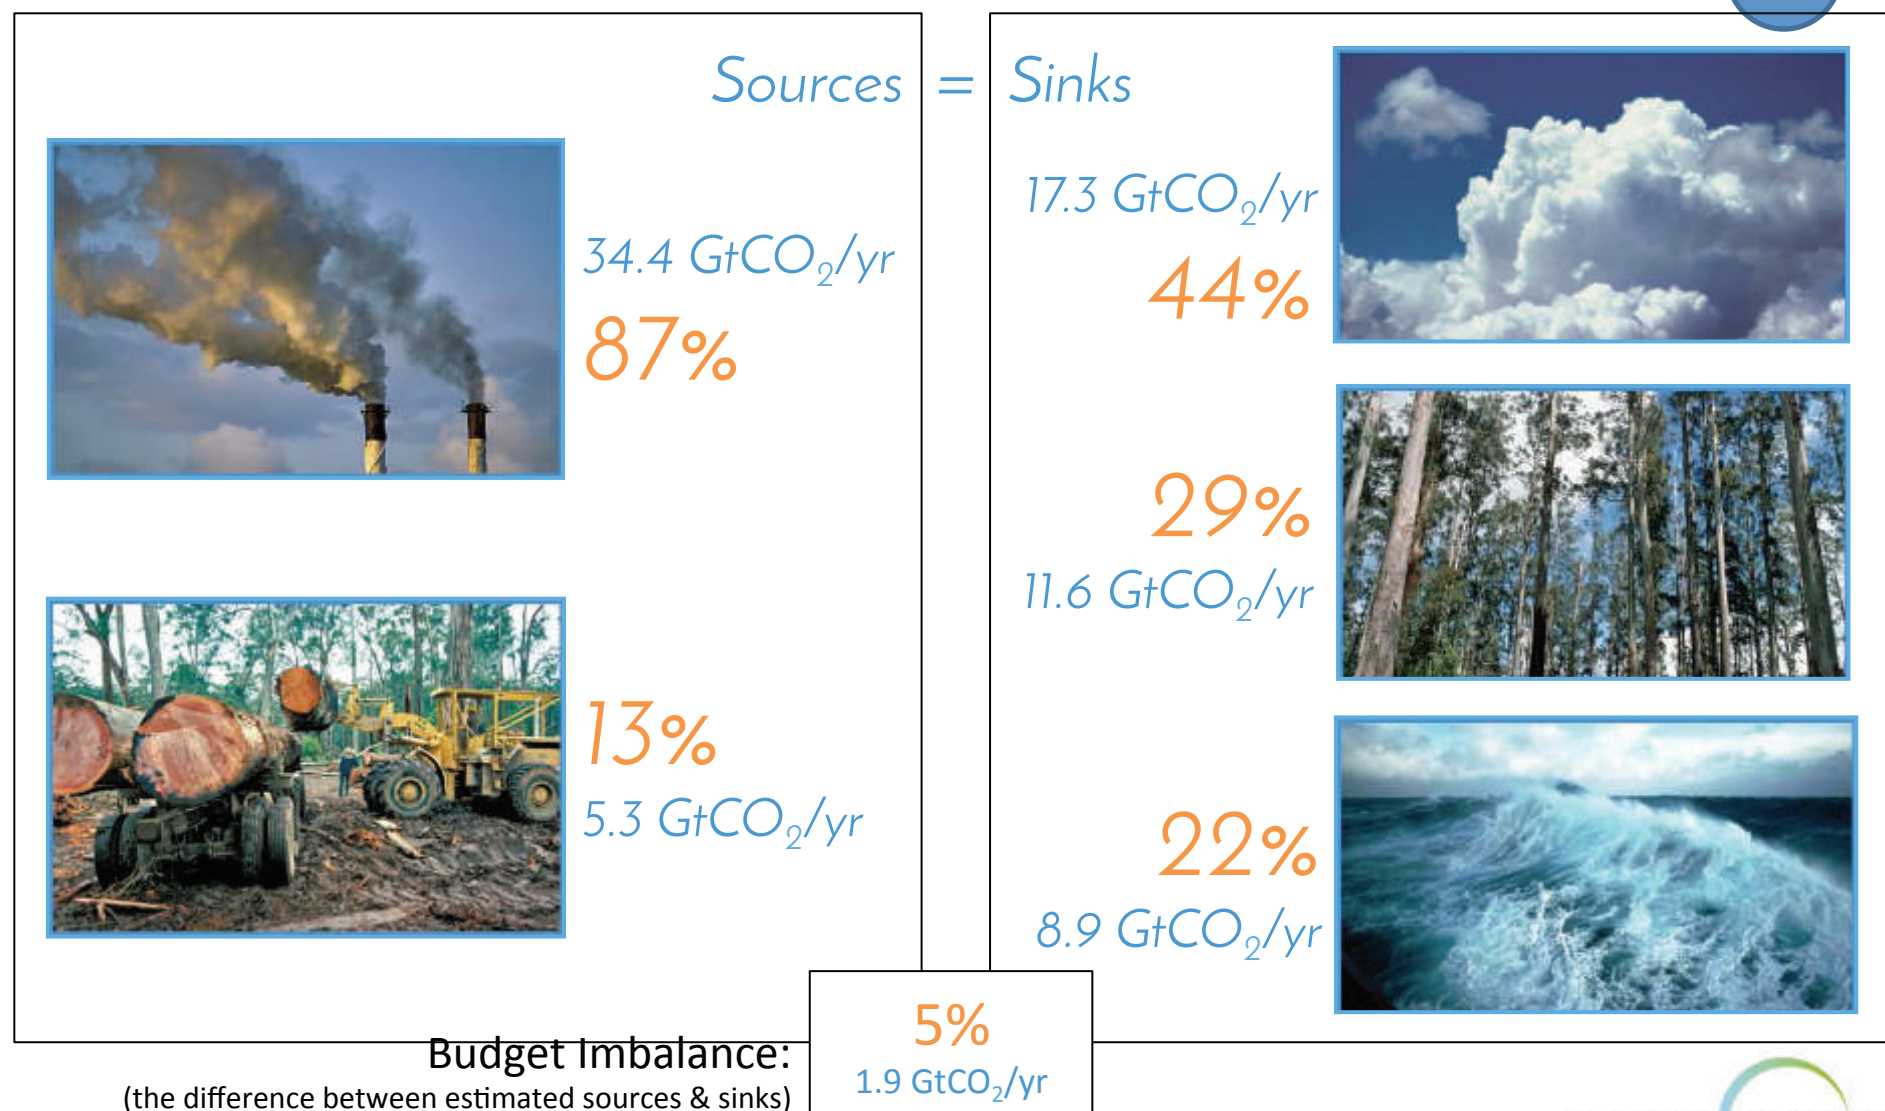 Sources = Sinks
34.4 GtCO₂/yr
87%
13%
5.3 GtCO₂/yr
17.3 GtCO₂/yr
44%
29%
11.6 GtCO₂/yr
22%
8.9 GtCO₂/yr
Budget Imbalance:
(the difference between estimated sources & sinks)
5%
1.9 GtCO₂/yr